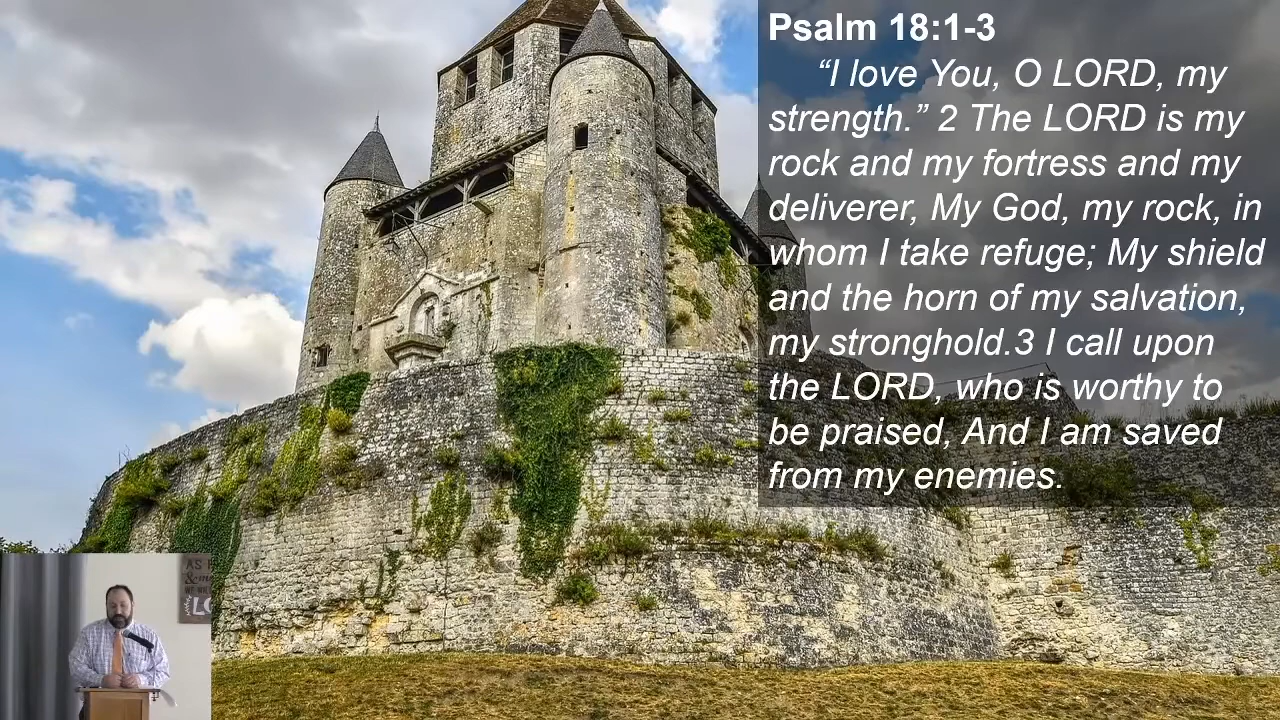 Psalm 18:1-3
“I love You, O LORD, my
strength.” 2 The LORD is my
rock and my fortress and my
deliverer, My God, my rock, in
whom I take refuge; My shield
and the horn of my salvation,
my stronghold.3 I call upon
the LORD, who is worthy to
be praised, And I am saved
from my enemies.
AS